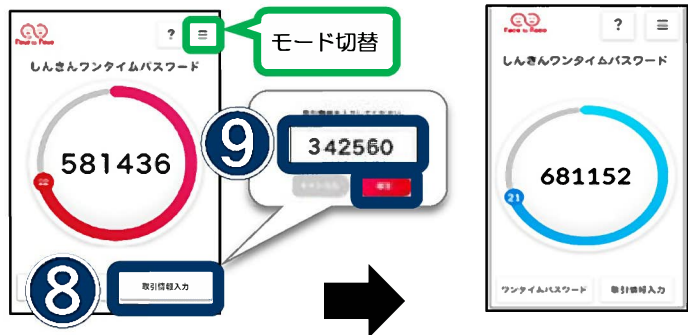 Face to Face
?
モード切替
しんきんワンタイムパスワード
581436
⑧
取引情報入力
⑨
342560
Face to Face
?
しんきんワンタイムパスワード
681152
21
ワンタイムパスワード
取引情報入力